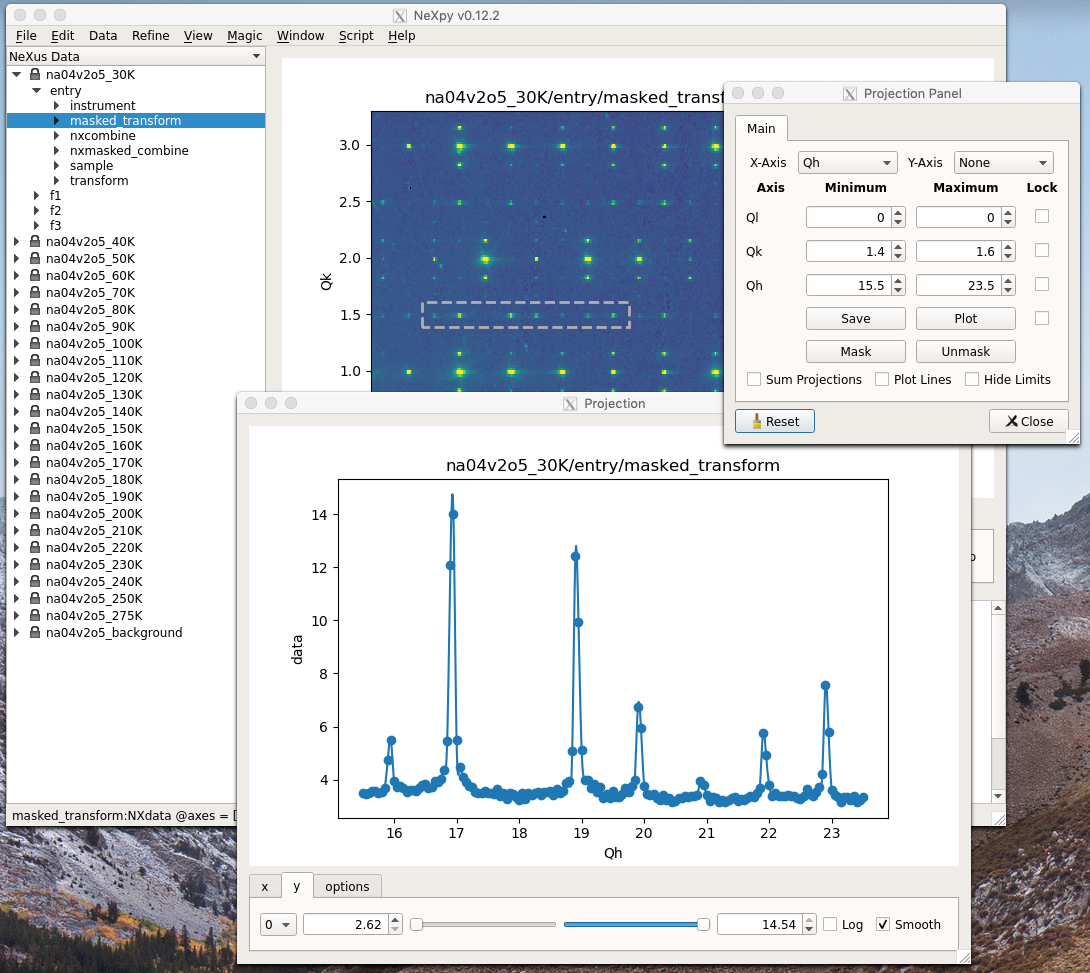 NeXpy v0.12.2
File Edit Data Refine View Magic Window Script Help
NeXus Data
na04v2o5_30K
entry
instrument
masked_transform
nxcombine
nxmasked_combine
sample
transform
f1
f2
f3
na04v2o5_40K
na04v2o5_50K
na04v2o5_60K
na04v2o5_70K
na04v2o5_80K
na04v2o5_90K
na04v2o5_100K
na04v2o5_110K
na04v2o5_120K
na04v2o5_130K
na04v2o5_140K
na04v2o5_150K
na04v2o5_160K
na04v2o5_170K
na04v2o5_180K
na04v2o5_190K
na04v2o5_200K
na04v2o5_210K
na04v2o5_220K
na04v2o5_230K
na04v2o5_240K
na04v2o5_250K
na04v2o5_275K
na04v2o5_background
masked_transform:NXdata @axes = [
na04v2o5_30K/entry/masked_transf
3.0
2.5
2.0
1.5
1.0
Qk
Projection Panel
Main
X-Axis Qh Y-Axis None
Axis Minimum Maximum Lock
Ql 0 0
Qk 1.4 1.6
Qh 15.5 23.5
Save Plot
Mask Unmask
Sum Projections Plot Lines Hide Limits
Reset Close
Projection
na04v2o5_30K/entry/masked_transform
14
12
10
8
6
4
data
16 17 18 19 20 21 22 23
Qh
x y options
0 2.62 14.54 Log Smooth